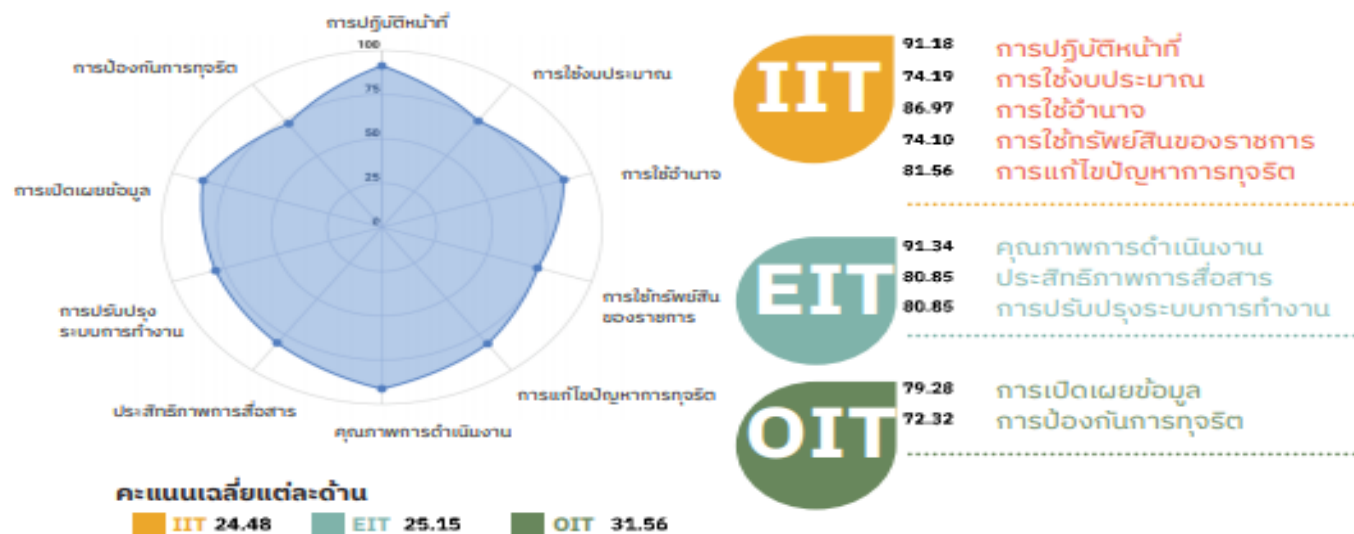 การปฏิบัติหน้าที่
100
การป้องกันการทุจริต
การใช้งบประมาณ
75
50
การเปิดเผยข้อมูล
25
การใช้อำนาจ
0
การปรับปรุง
ระบบการทำงาน
การใช้ทรัพย์สิน
ของราชการ
ประสิทธิภาพการสื่อสาร
การแก้ไขปัญหาการทุจริต
คุณภาพการดำเนินงาน
คะแนนเฉลี่ยแต่ละด้าน
IIT 24.48 EIT 25.15 OIT 31.56
IIT
91.18 การปฏิบัติหน้าที่
74.19 การใช้งบประมาณ
86.97 การใช้อำนาจ
74.10 การใช้ทรัพย์สินของราชการ
81.56 การแก้ไขปัญหาการทุจริต
EIT
91.34 คุณภาพการดำเนินงาน
80.85 ประสิทธิภาพการสื่อสาร
80.85 การปรับปรุงระบบการทำงาน
OIT
79.28 การเปิดเผยข้อมูล
72.32 การป้องกันการทุจริต